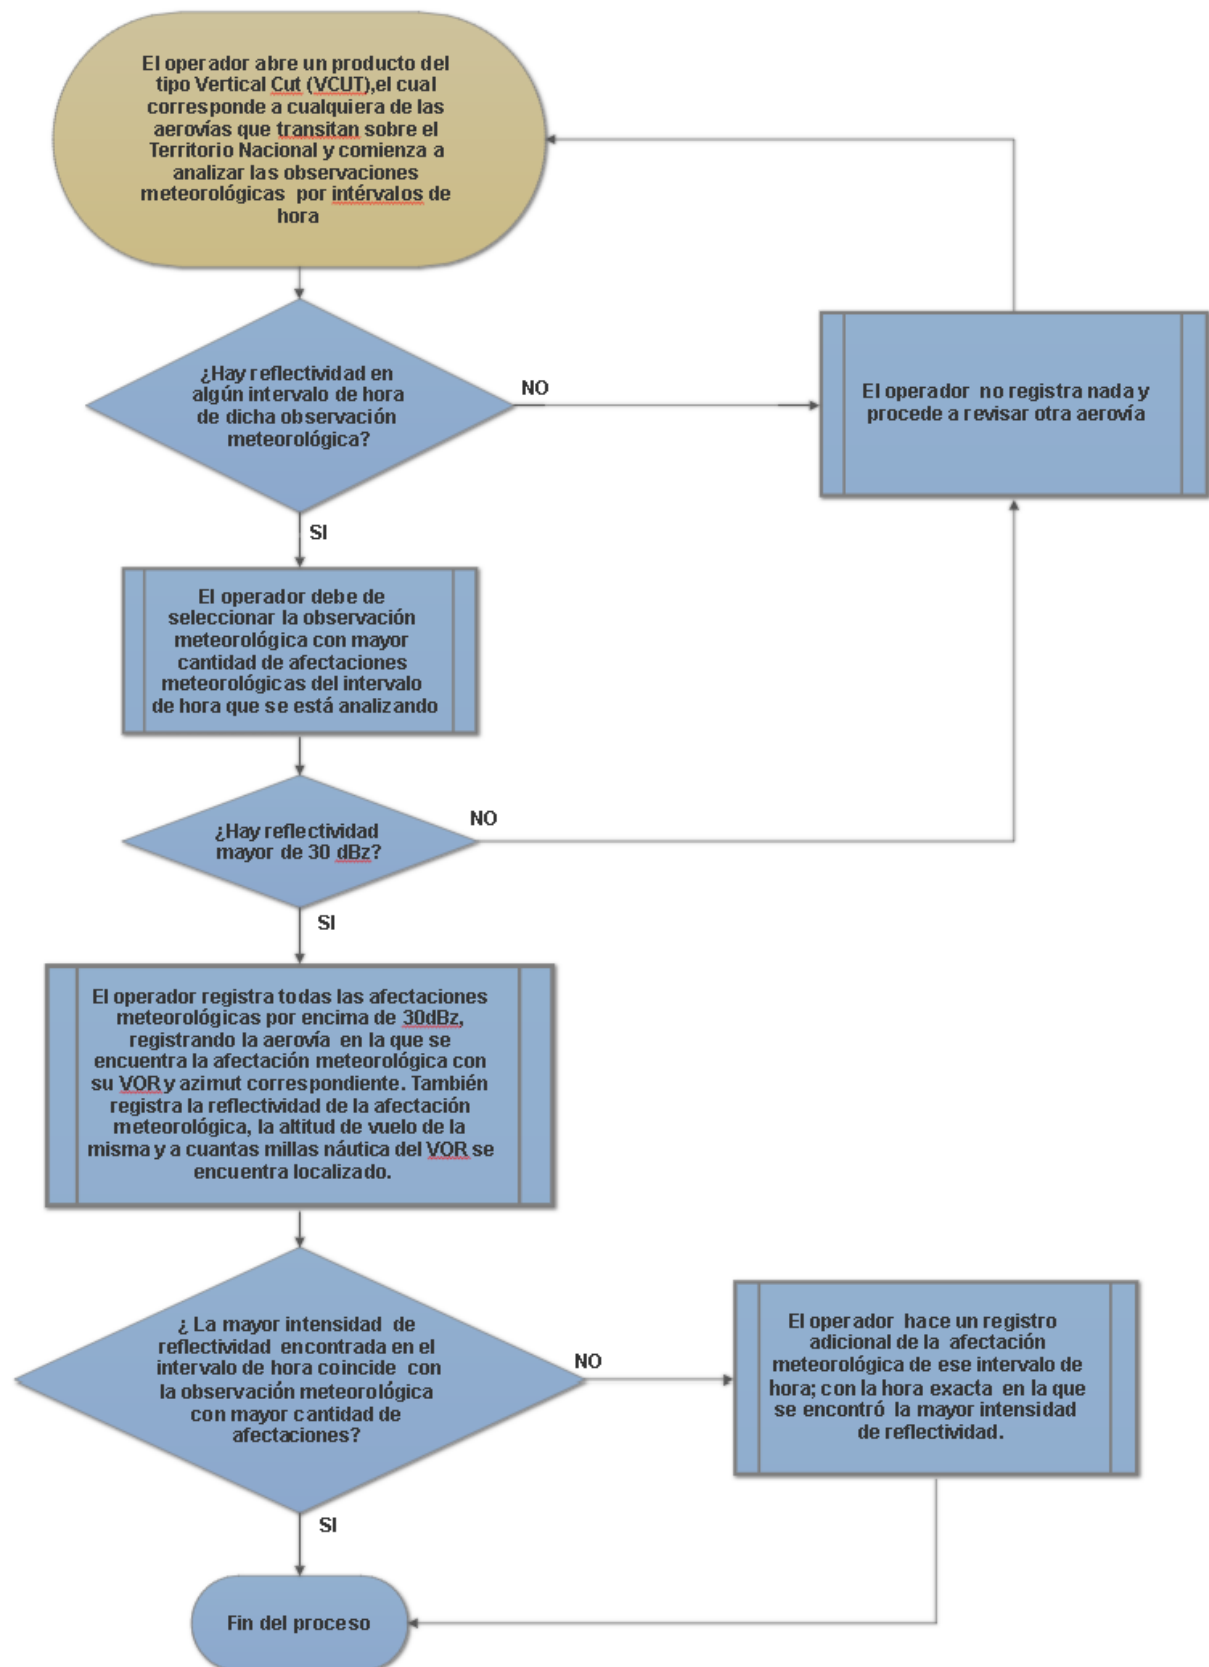 El operador abre un producto del
tipo Vertical Cut (VCUT),el cual
corresponde a cualquiera de las
aerovías que transitan sobre el
Territorio Nacional y comienza a
analizar las observaciones
meteorológicas por intérvalos de
hora
¿Hay reflectividad en
algún intervalo de hora
de dicha observación
meteorológica?
NO
El operador no registra nada y
procede a revisar otra aerovía
SI
El operador debe de
seleccionar la observación
meteorológica con mayor
cantidad de afectaciones
meteorológicas del intervalo
de hora que se está analizando
¿Hay reflectividad
mayor de 30 dBz?
NO
SI
El operador registra todas las afectaciones
meteorológicas por encima de 30dBz,
registrando la aerovía en la que se
encuentra la afectación meteorológica con
su VOR y azimut correspondiente. También
registra la reflectividad de la afectación
meteorológica, la altitud de vuelo de la
misma y a cuantas millas náutica del VOR se
encuentra localizado.
¿ La mayor intensidad de
reflectividad encontrada en el
intervalo de hora coincide con
la observación meteorológica
con mayor cantidad de
afectaciones?
NO
El operador hace un registro
adicional de la afectación
meteorológica de ese intervalo de
hora; con la hora exacta en la que
se encontró la mayor intensidad
de reflectividad.
SI
Fin del proceso